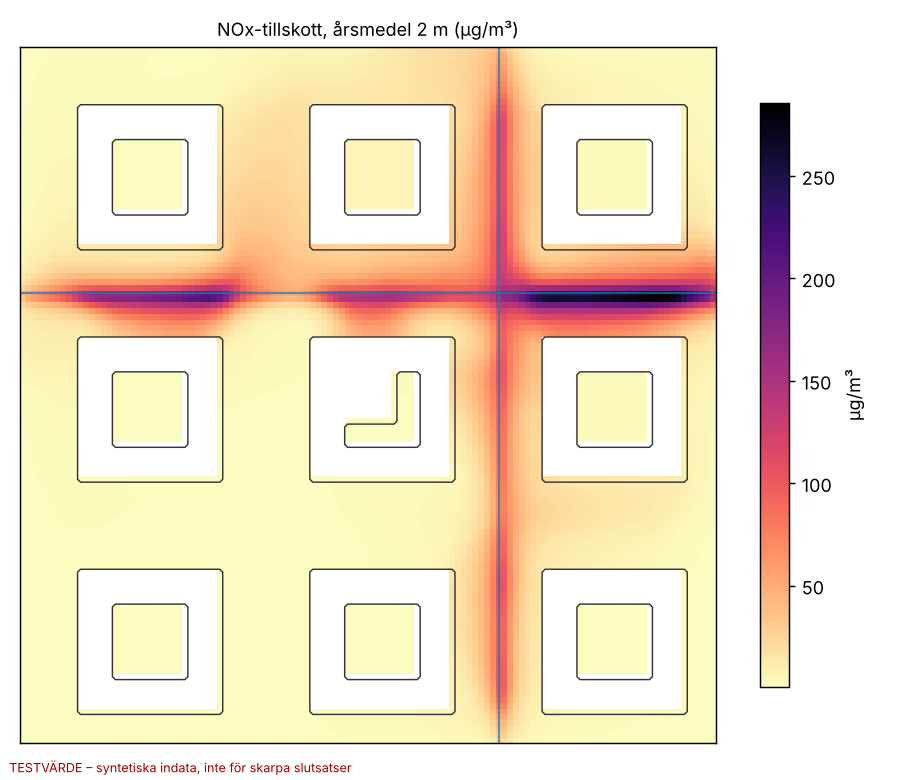 NOx-tillskott, årsmedel 2 m (µg/m³)
250
200
150
100
50
µg/m³
TESTVÄRDE – syntetiska indata, inte för skarpa slutsatser